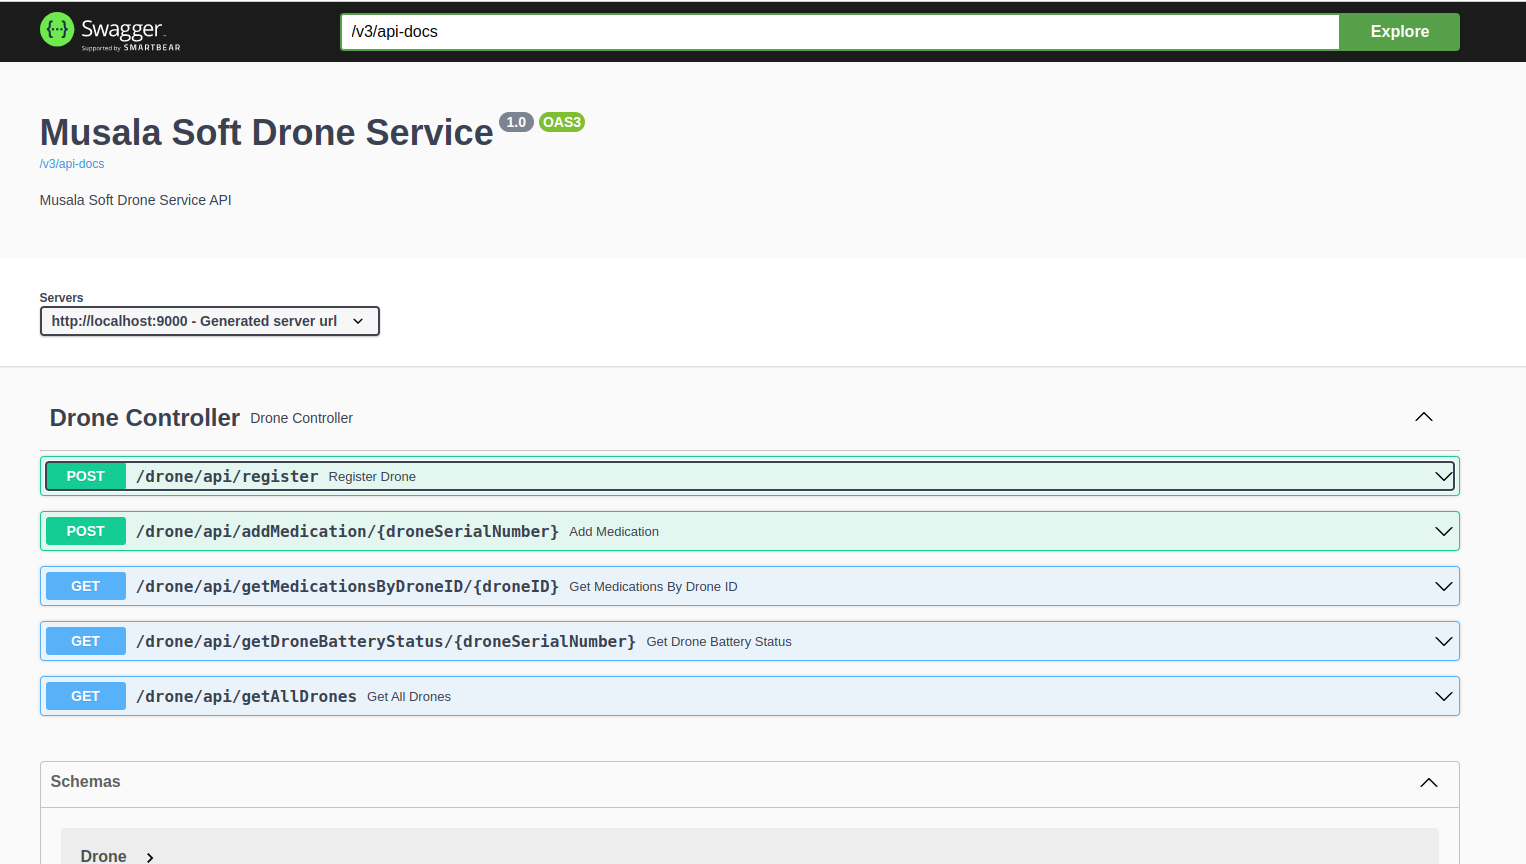 {···} Swagger.
Supported by SMARTBEAR
/v3/api-docs
Explore
Musala Soft Drone Service 1.0 OAS3
/v3/api-docs
Musala Soft Drone Service API
Servers
http://localhost:9000 - Generated server url
Drone Controller Drone Controller
POST /drone/api/register Register Drone
POST /drone/api/addMedication/{droneSerialNumber} Add Medication
GET /drone/api/getMedicationsByDroneID/{droneID} Get Medications By Drone ID
GET /drone/api/getDroneBatteryStatus/{droneSerialNumber} Get Drone Battery Status
GET /drone/api/getAllDrones Get All Drones
Schemas
Drone